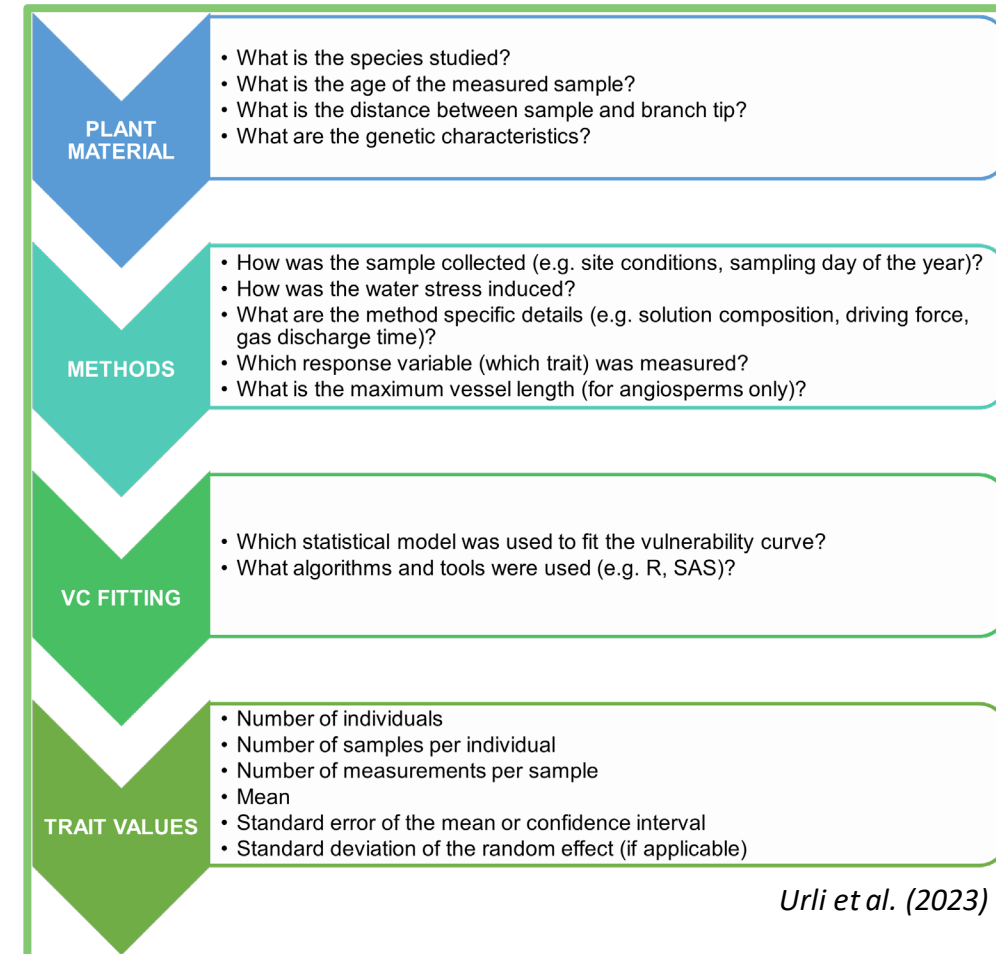 PLANT
MATERIAL
• What is the species studied?
• What is the age of the measured sample?
• What is the distance between sample and branch tip?
• What are the genetic characteristics?
METHODS
• How was the sample collected (e.g. site conditions, sampling day of the year)?
• How was the water stress induced?
• What are the method specific details (e.g. solution composition, driving force,
gas discharge time)?
• Which response variable (which trait) was measured?
• What is the maximum vessel length (for angiosperms only)?
VC FITTING
• Which statistical model was used to fit the vulnerability curve?
• What algorithms and tools were used (e.g. R, SAS)?
TRAIT VALUES
• Number of individuals
• Number of samples per individual
• Number of measurements per sample
• Mean
• Standard error of the mean or confidence interval
• Standard deviation of the random effect (if applicable)
Urli et al. (2023)